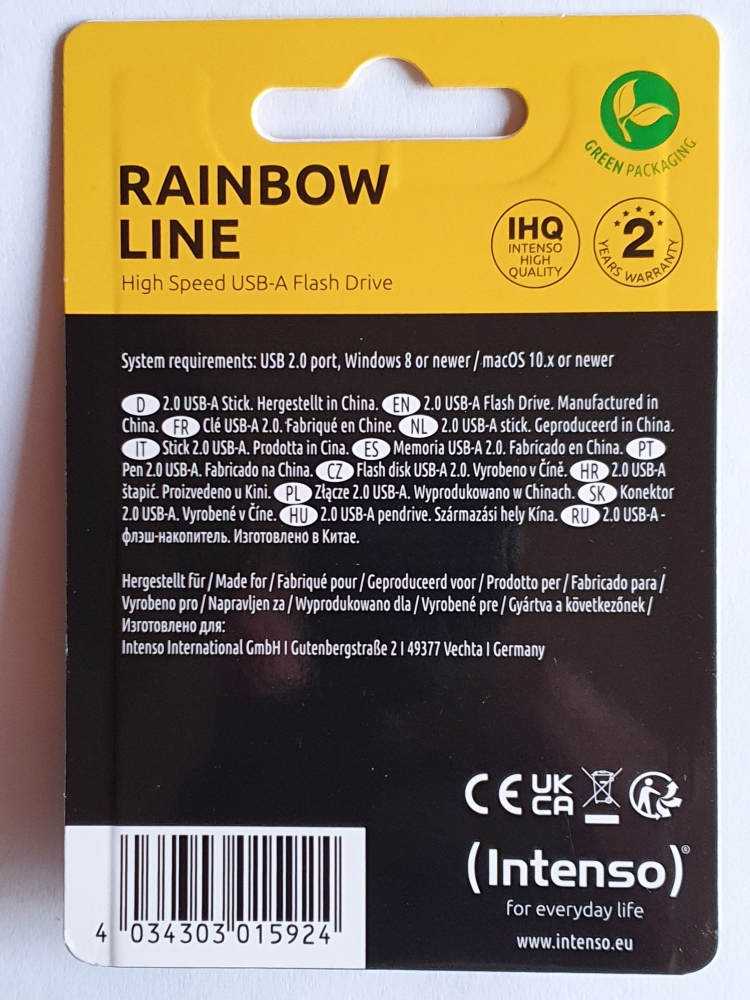 GREEN PACKAGING
RAINBOW
LINE
High Speed USB-A Flash Drive
IHQ
INTENSO
HIGH
QUALITY
2
YEARS WARRANTY
System requirements: USB 2.0 port, Windows 8 or newer / macOS 10.x or newer
D 2.0 USB-A Stick. Hergestellt in China. EN 2.0 USB-A Flash Drive. Manufactured in
China. FR Clé USB-A 2.0. Fabriqué en Chine. NL 2.0 USB-A stick. Geproduceerd in China.
IT Stick 2.0 USB-A. Prodotta in Cina. ES Memoria USB-A 2.0. Fabricado en China. PT
Pen 2.0 USB-A. Fabricado na China. CZ Flash disk USB-A 2.0. Vyrobeno v Číně. HR 2.0 USB-A
štapić. Proizvedeno u Kini. PL Złącze 2.0 USB-A. Wyprodukowano w Chinach. SK Konektor
2.0 USB-A. Vyrobené v Číne. HU 2.0 USB-A pendrive. Származási hely Kína. RU 2.0 USB-A -
флэш-накопитель. Изготовлено в Китае.
Hergestellt für / Made for / Fabriqué pour / Geproduceerd voor / Prodotto per / Fabricado para /
Vyrobeno pro / Napravljen za / Wyprodukowano dla / Vyrobené pre / Gyártva a következőnek /
Изготовлено для:
Intenso International GmbH | Gutenbergstraße 2 | 49377 Vechta | Germany
CE UK
CA
(Intenso)®
for everyday life
www.intenso.eu
4 034303 015924